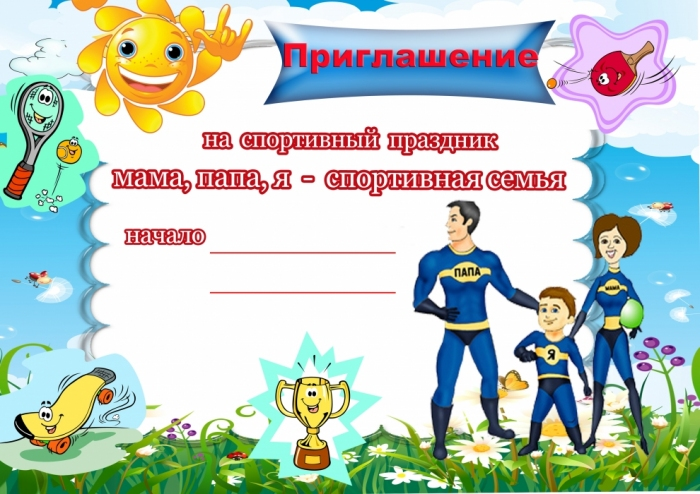 Приглашение
на спортивный праздник
мама, папа, я - спортивная семья
начало
ПАПА
МАМА
Я